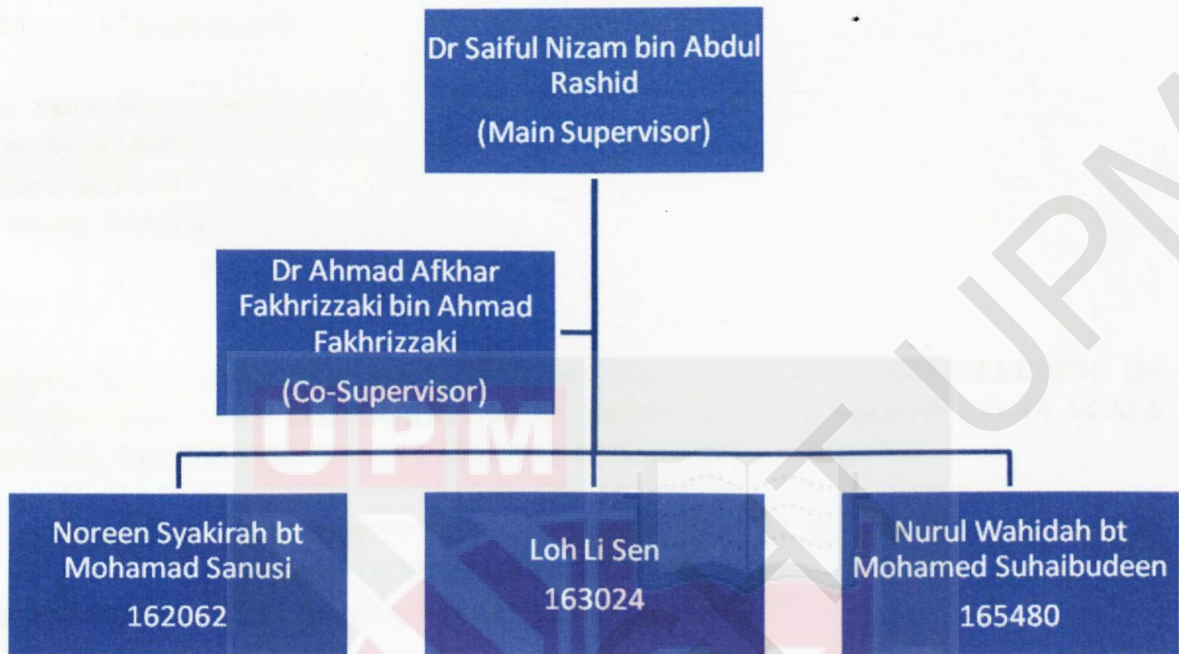 Dr Saiful Nizam bin Abdul
Rashid
(Main Supervisor)
Dr Ahmad Afkhar
Fakhrizzaki bin Ahmad
Fakhrizzaki
(Co-Supervisor)
UPM
Noreen Syakirah bt
Mohamad Sanusi
162062
Loh Li Sen
163024
Nurul Wahidah bt
Mohamed Suhaibudeen
165480
UPM